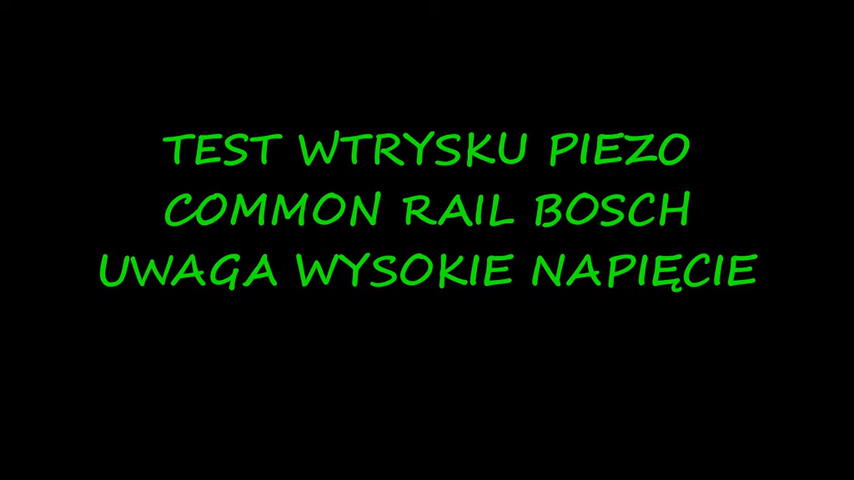 TEST WTRYSKU PIEZO
COMMON RAIL BOSCH
UWAGA WYSOKIE NAPIĘCIE